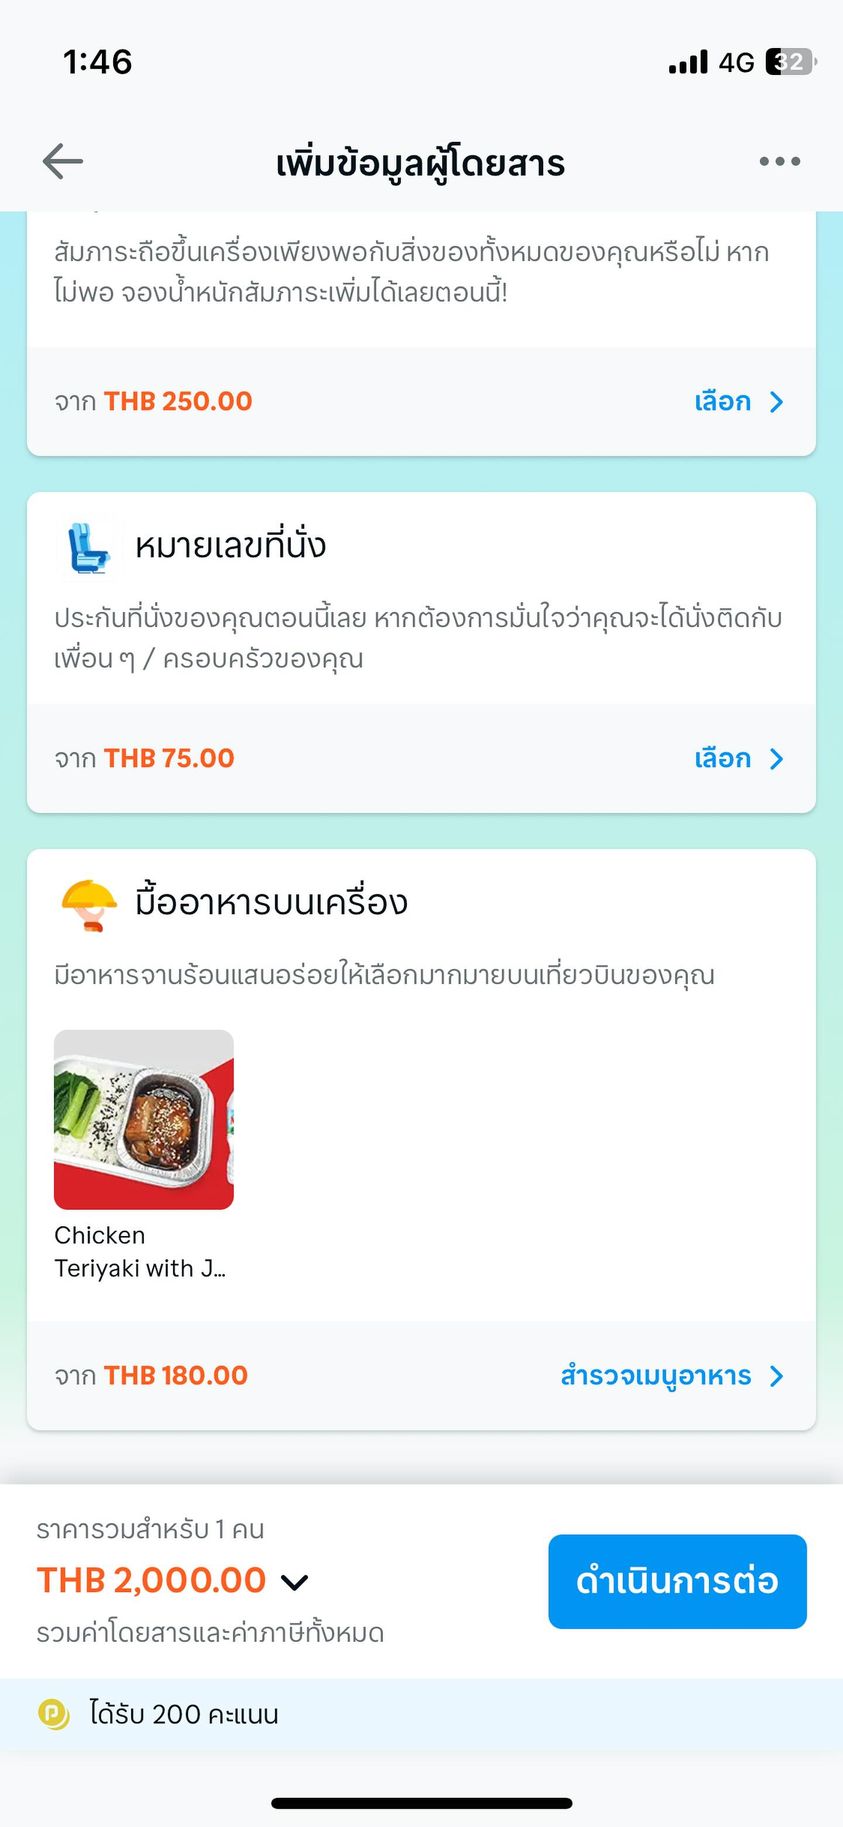 1:46
4G 32
เพิ่มข้อมูลผู้โดยสาร
สัมภาระถือขึ้นเครื่องเพียงพอกับสิ่งของทั้งหมดของคุณหรือไม่ หาก
ไม่พอ จองน้ำหนักสัมภาระเพิ่มได้เลยตอนนี้!
จาก THB 250.00
เลือก
หมายเลขที่นั่ง
ประกันที่นั่งของคุณตอนนี้เลย หากต้องการมั่นใจว่าคุณจะได้นั่งติดกับ
เพื่อน ๆ / ครอบครัวของคุณ
จาก THB 75.00
เลือก
มื้ออาหารบนเครื่อง
มีอาหารจานร้อนแสนอร่อยให้เลือกมากมายบนเที่ยวบินของคุณ
Chicken
Teriyaki with J...
จาก THB 180.00
สำรวจเมนูอาหาร
ราคารวมสำหรับ 1 คน
THB 2,000.00
รวมค่าโดยสารและค่าภาษีทั้งหมด
ดำเนินการต่อ
ได้รับ 200 คะแนน